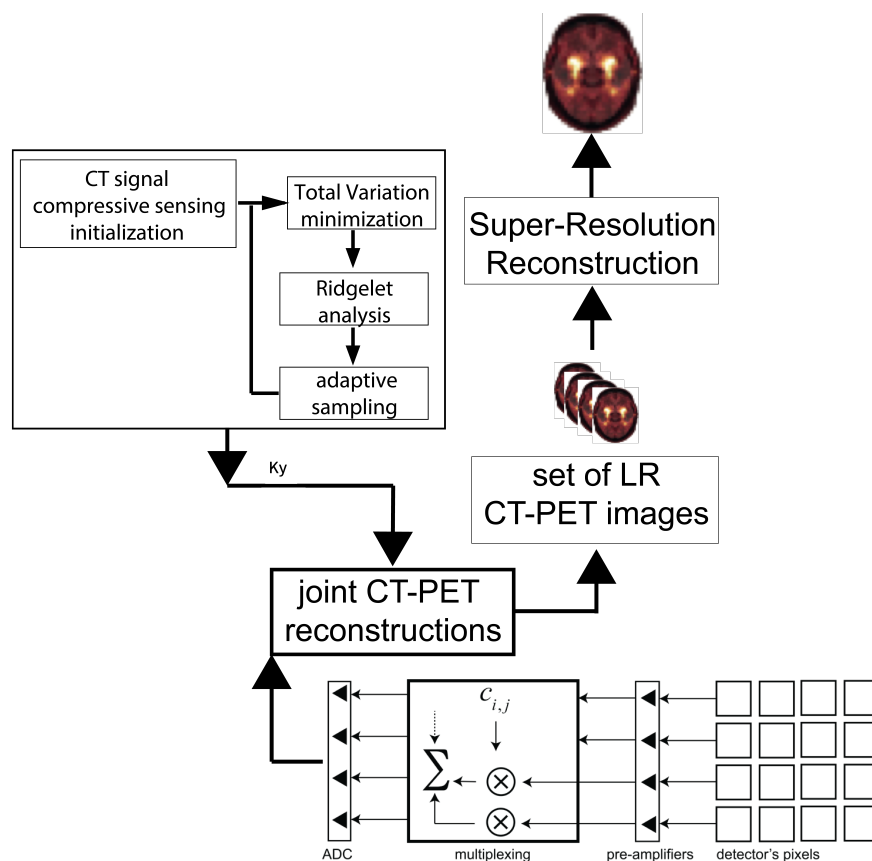 CT signal
compressive sensing
initialization
Total Variation
minimization
Ridgelet
analysis
adaptive
sampling
Super-Resolution
Reconstruction
Ky
set of LR
CT-PET images
joint CT-PET
reconstructions
c i,j
Σ
ADC
multiplexing
pre-amplifiers
detector's pixels